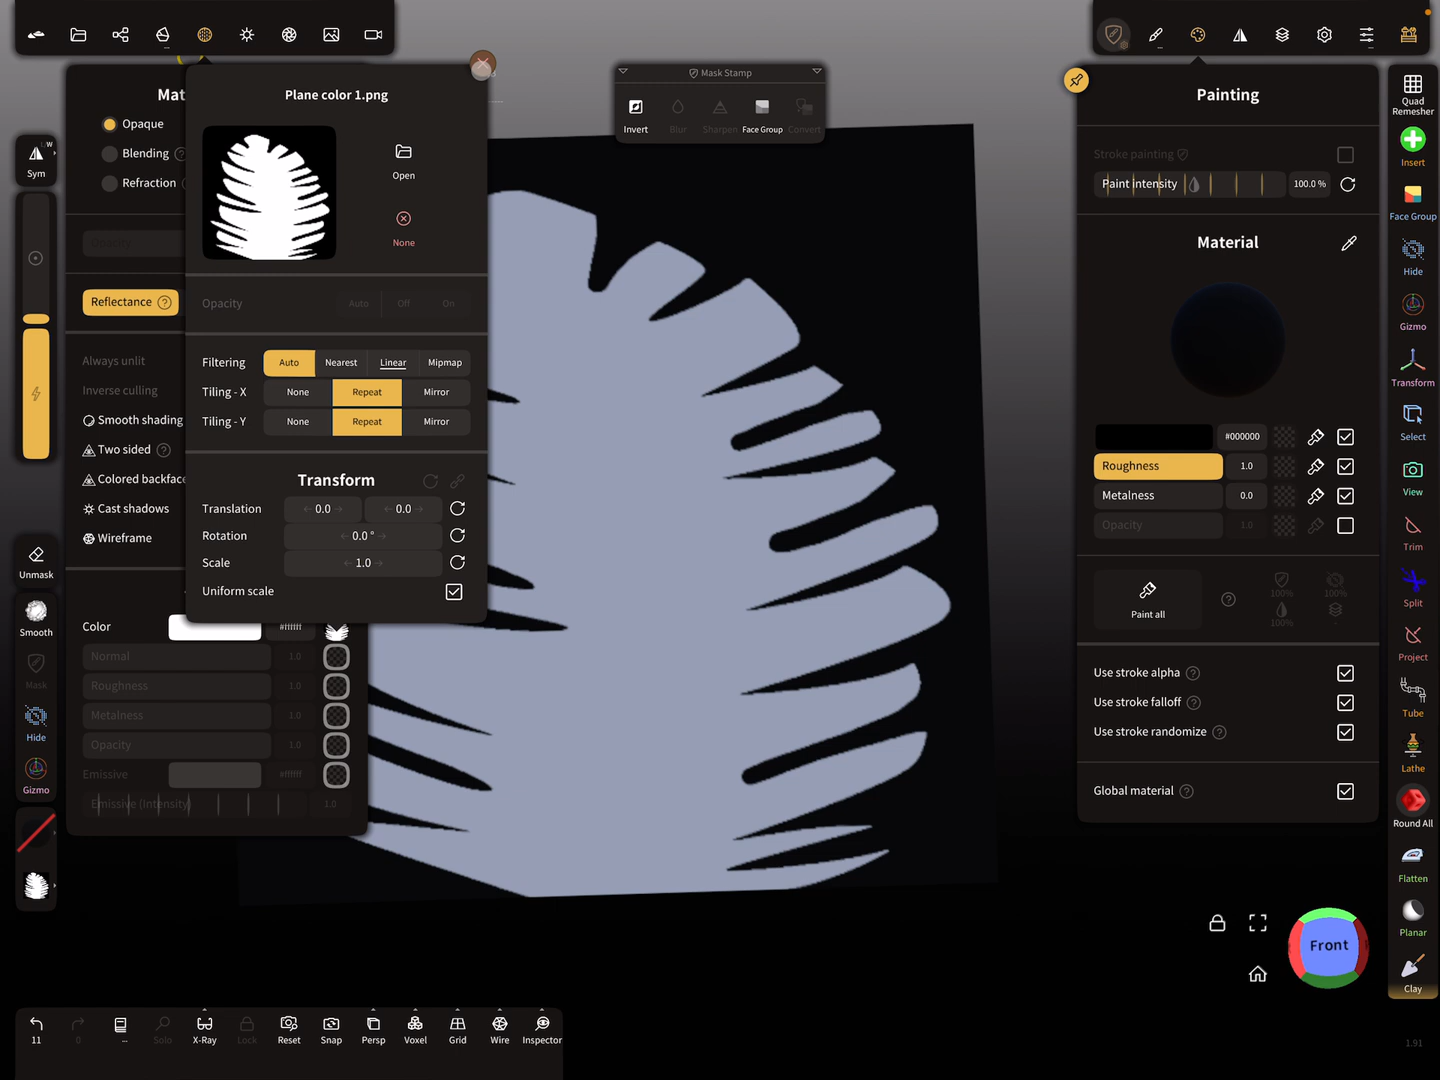 Mat
Opaque
Blending
Refraction
Opacity
Reflectance
Always unlit
Inverse culling
Smooth shading
Two sided
Colored backface
Cast shadows
Wireframe
Color
#ffffff
Normal
1.0
Roughness
1.0
Metalness
1.0
Opacity
1.0
Emissive
#ffffff
Emissive (Intensity)
1.0
Plane color 1.png
Open
None
Opacity
Auto
Off
On
Filtering
Auto
Nearest
Linear
Mipmap
Tiling - X
None
Repeat
Mirror
Tiling - Y
None
Repeat
Mirror
Transform
Translation
0.0
0.0
Rotation
0.0 °
Scale
1.0
Uniform scale
Sym
Unmask
Smooth
Mask
Hide
Gizmo
Mask Stamp
Invert
Blur
Sharpen
Face Group
Convert
Painting
Stroke painting
Paint intensity
100.0 %
Material
#000000
Roughness
1.0
Metalness
0.0
Opacity
1.0
Paint all
100%
100%
100%
Use stroke alpha
Use stroke falloff
Use stroke randomize
Global material
Quad
Remesher
Insert
Face Group
Hide
Gizmo
Transform
Select
View
Trim
Split
Project
Tube
Lathe
Round All
Flatten
Planar
Clay
Front
11
0
...
Solo
X-Ray
Lock
Reset
Snap
Persp
Voxel
Grid
Wire
Inspector
1.91